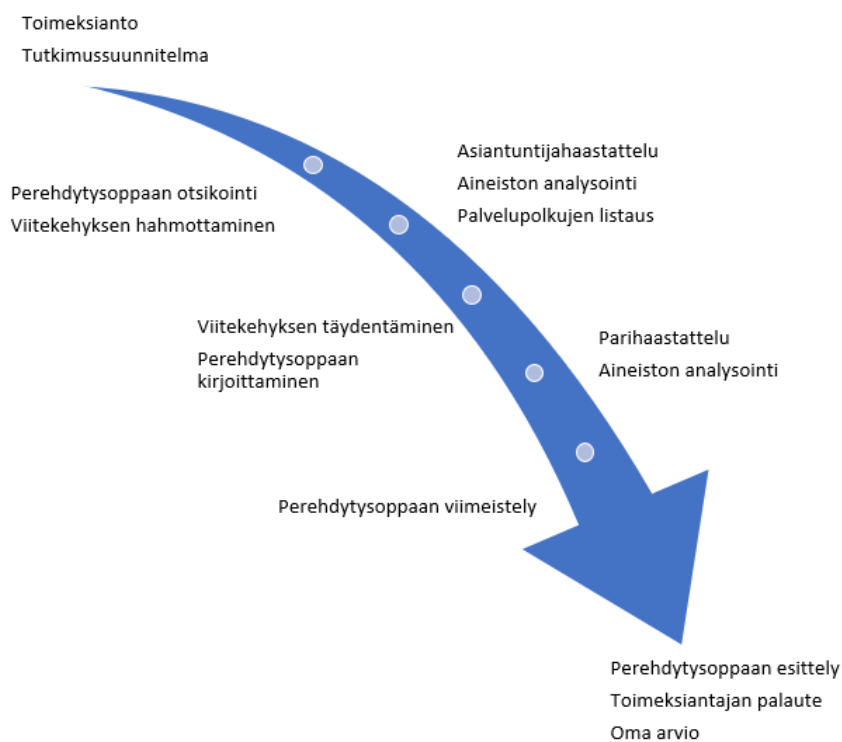 Toimeksianto
Tutkimussuunnitelma
Perehdytysoppaan otsikointi
Viitekehyksen hahmottaminen
Asiantuntijahaastattelu
Aineiston analysointi
Palvelupolkujen listaus
Viitekehyksen täydentäminen
Perehdytysoppaan
kirjoittaminen
Parihaastattelu
Aineiston analysointi
Perehdytysoppaan viimeistely
Perehdytysoppaan esittely
Toimeksiantajan palaute
Oma arvio